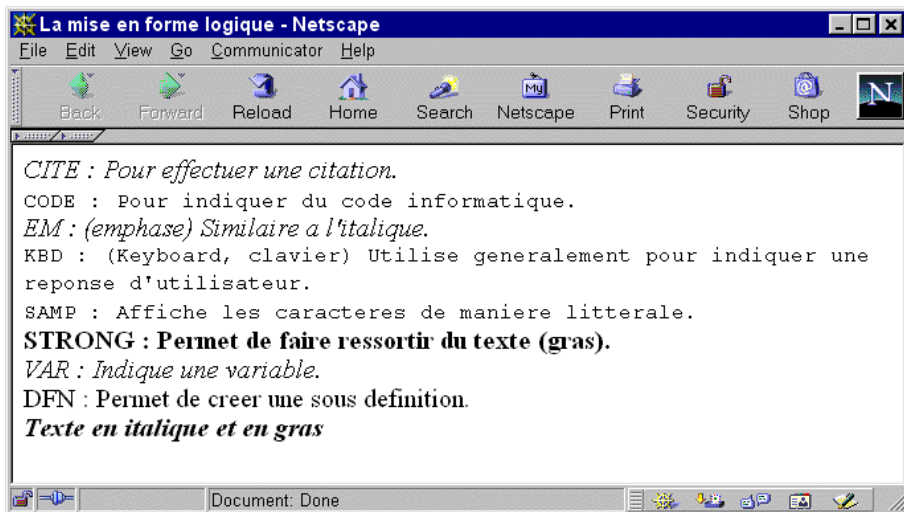 La mise en forme logique - Netscape
File Edit View Go Communicator Help
Back Forward Reload Home Search Netscape Print Security Shop N
My
CITE : Pour effectuer une citation.
CODE : Pour indiquer du code informatique.
EM : (emphase) Similaire a l'italique.
KBD : (Keyboard, clavier) Utilise generalement pour indiquer une
reponse d'utilisateur.
SAMP : Affiche les caracteres de maniere litterale.
STRONG : Permet de faire ressortir du texte (gras).
VAR : Indique une variable.
DFN : Permet de creer une sous definition.
Texte en italique et en gras
Document: Done